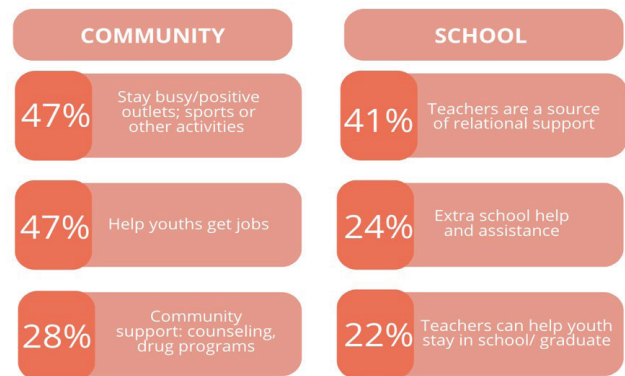 COMMUNITY
47%
Stay busy/positive
outlets; sports or
other activities
47%
Help youths get jobs
28%
Community
support: counseling,
drug programs
SCHOOL
41%
Teachers are a source
of relational support
24%
Extra school help
and assistance
22%
Teachers can help youth
stay in school/ graduate